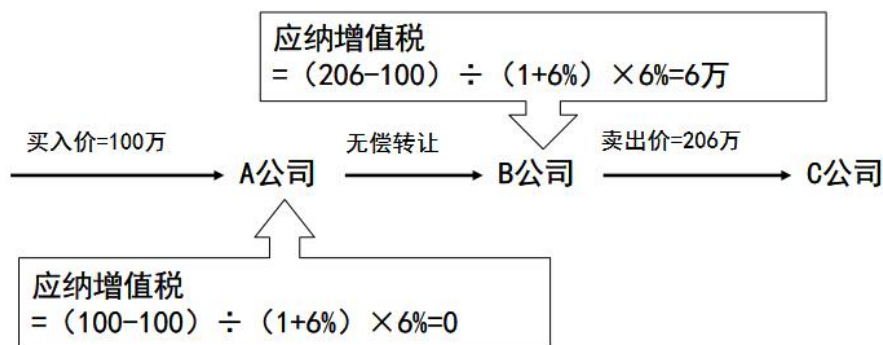 应纳增值税
=（206-100）÷（1+6%）×6%=6万
买入价=100万
无偿转让
卖出价=206万
A公司
B公司
C公司
应纳增值税
=（100-100）÷（1+6%）×6%=0